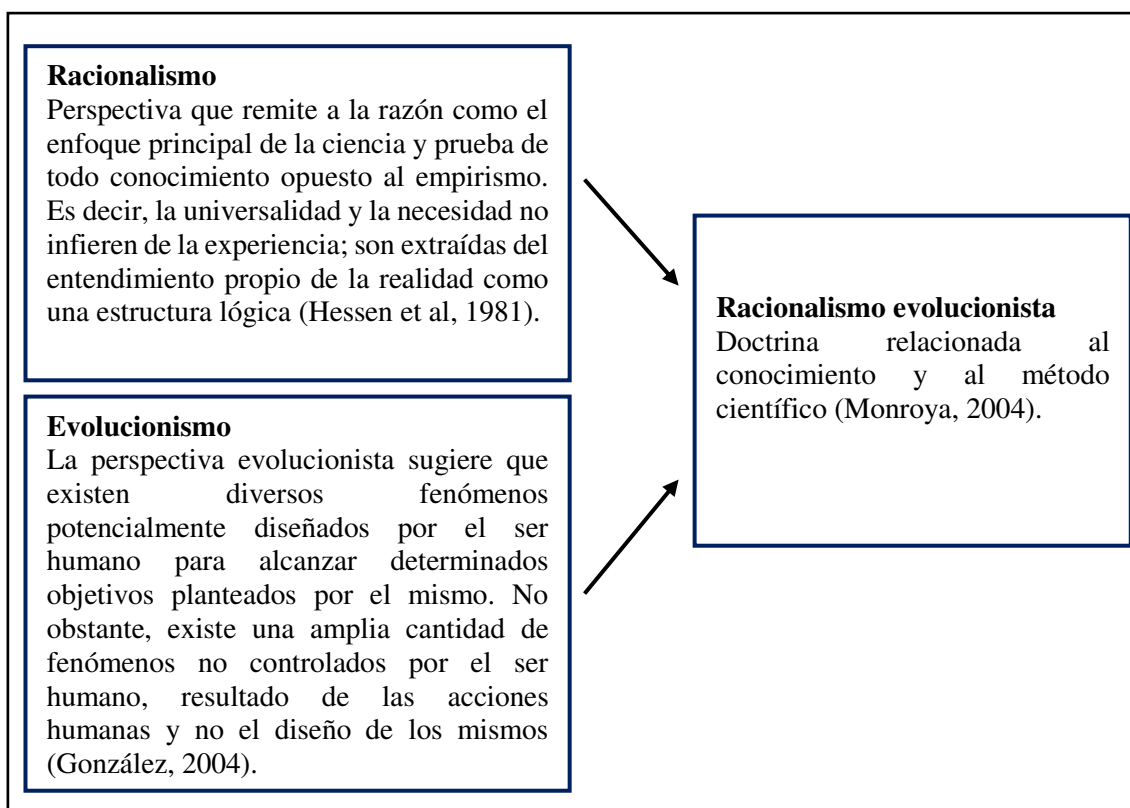 Racionalismo
Perspectiva que remite a la razón como el
enfoque principal de la ciencia y prueba de
todo conocimiento opuesto al empirismo.
Es decir, la universalidad y la necesidad no
infieren de la experiencia; son extraídas del
entendimiento propio de la realidad como
una estructura lógica (Hessen et al, 1981).
Evolucionismo
La perspectiva evolucionista sugiere que
existen diversos fenómenos
potencialmente diseñados por el ser
humano para alcanzar determinados
objetivos planteados por el mismo. No
obstante, existe una amplia cantidad de
fenómenos no controlados por el ser
humano, resultado de las acciones
humanas y no el diseño de los mismos
(González, 2004).
Racionalismo evolucionista
Doctrina relacionada al
conocimiento y al método
científico (Monroya, 2004).